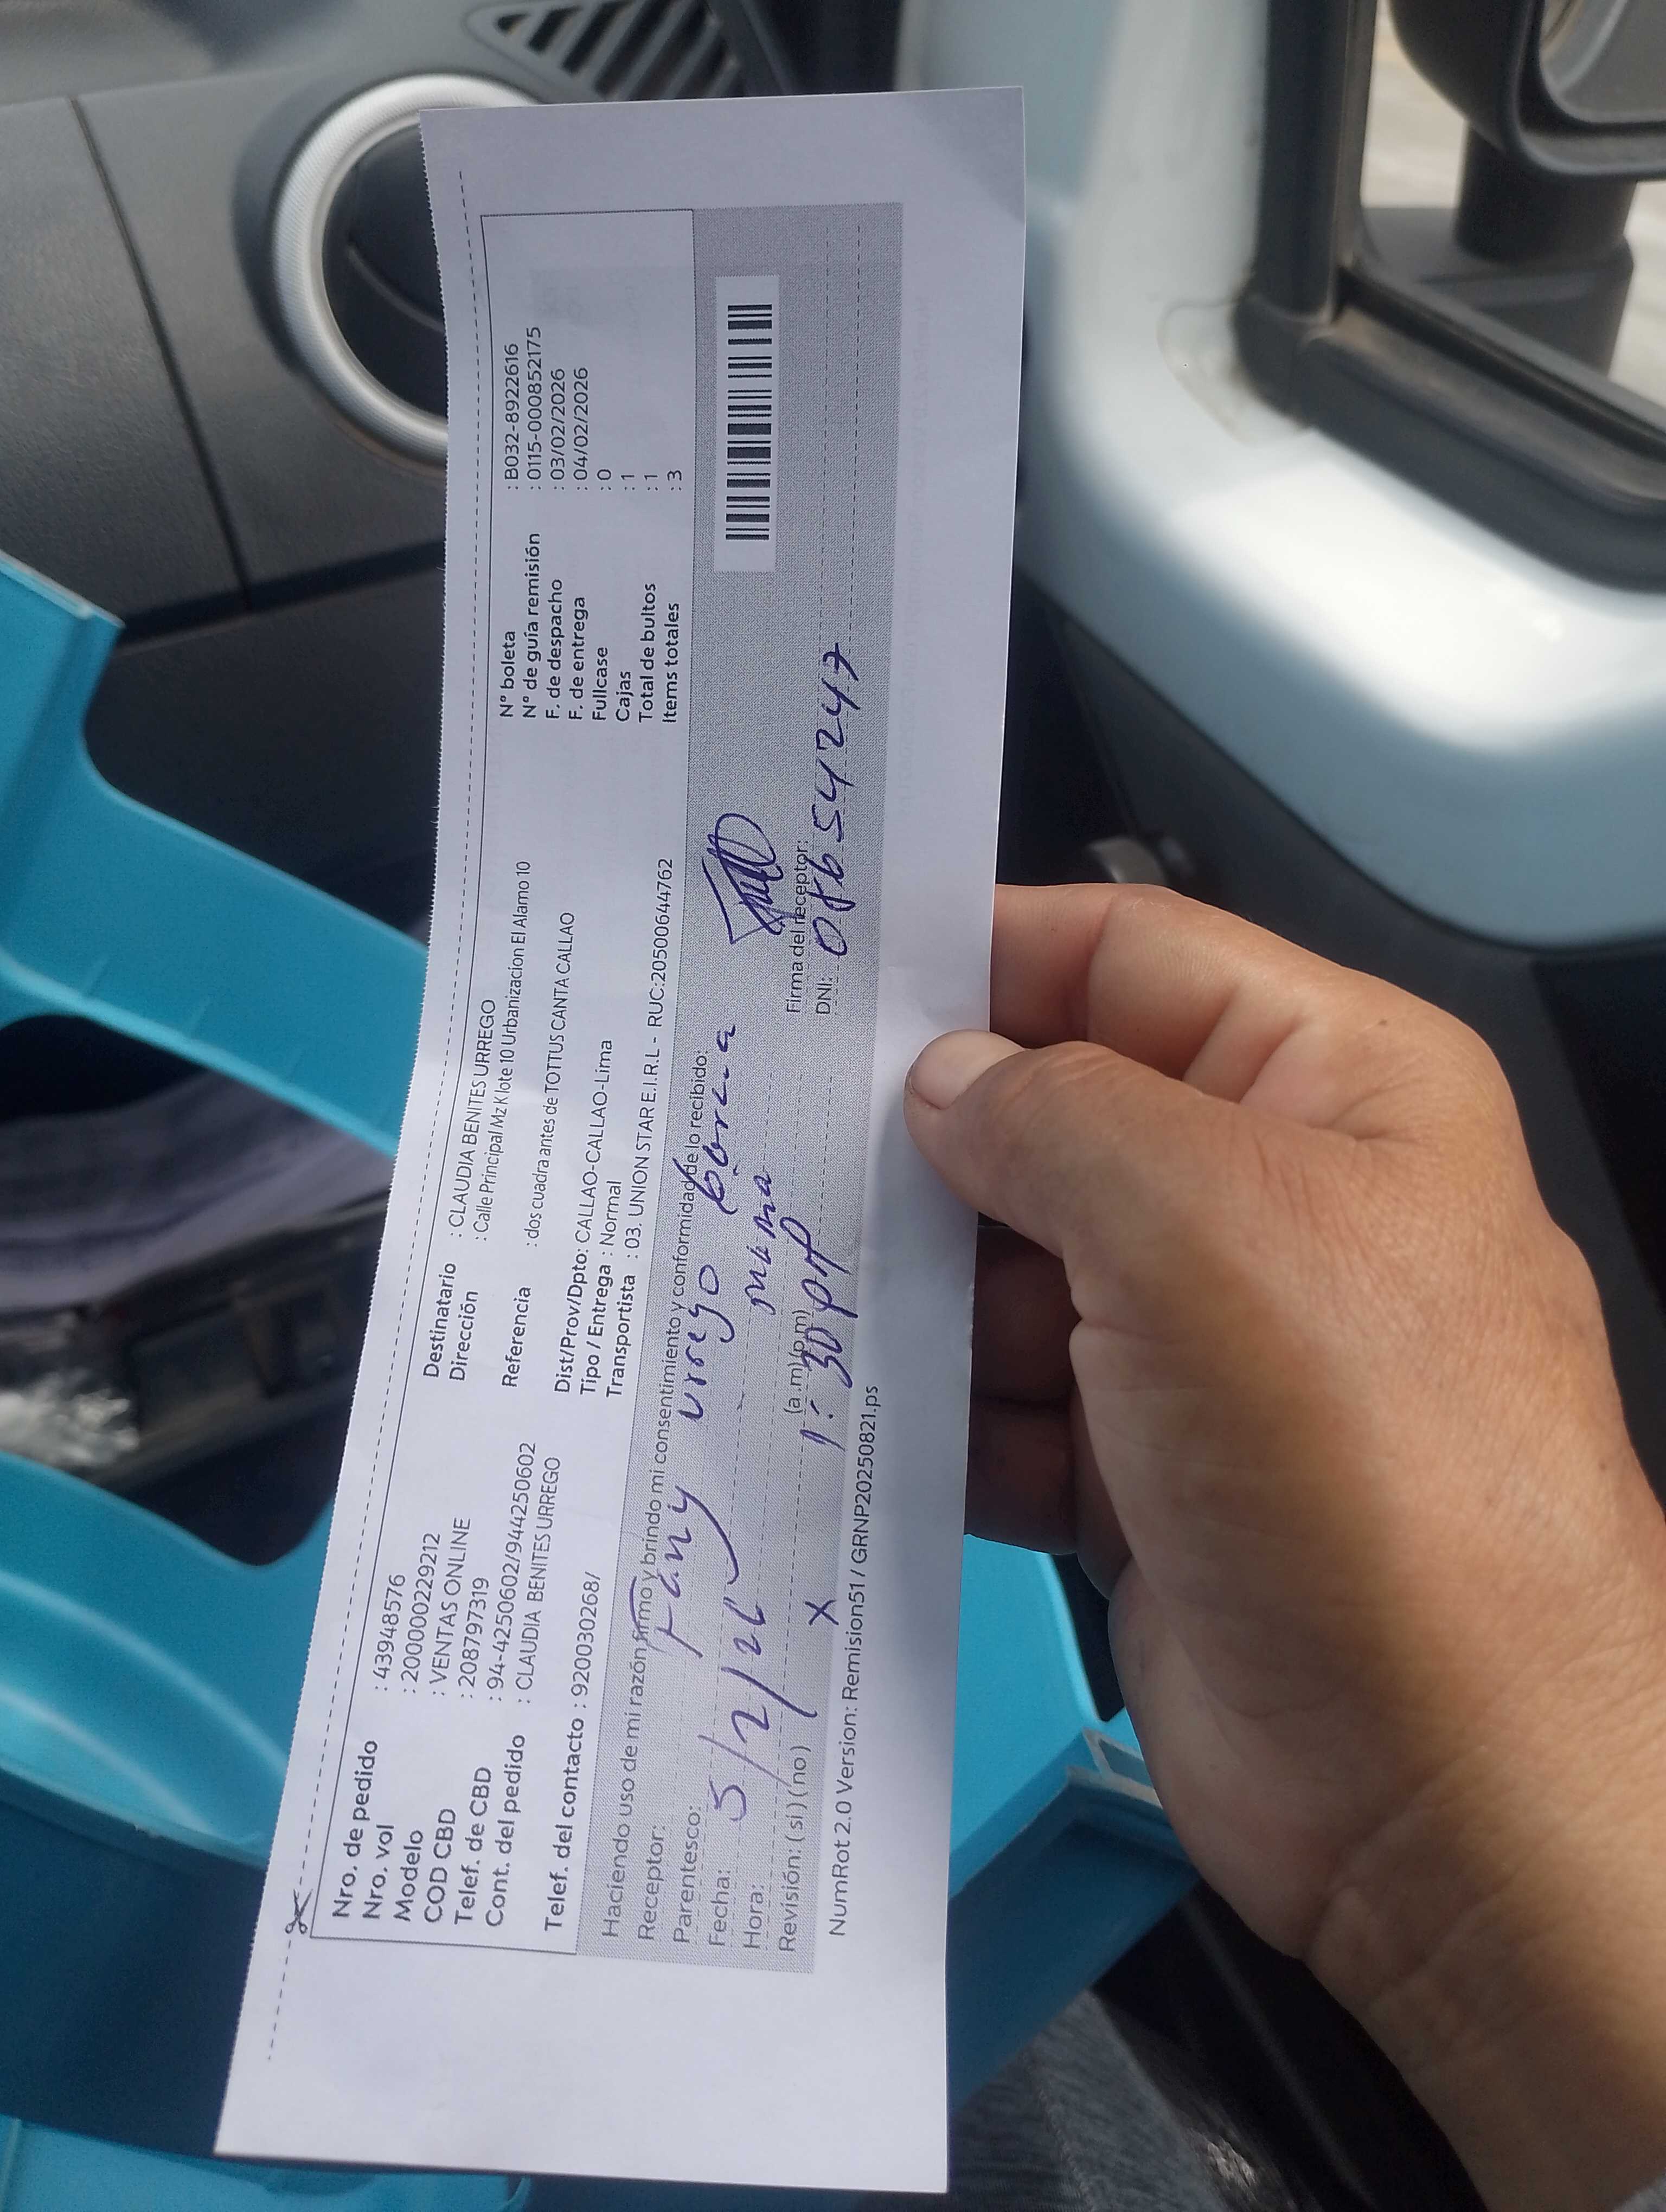 Nro. de pedido : 43948576
Nro. vol : 200000229212
Modelo : VENTAS ONLINE
COD CBD : 208797319
Telef. de CBD : 94-4250602/944250602
Cont. del pedido : CLAUDIA BENITES URREGO
Telef. del contacto : 920030268/
Destinatario : CLAUDIA BENITES URREGO
Dirección : Calle Principal Mz K lote 10 Urbanizacion El Alamo 10
Referencia : dos cuadra antes de TOTTUS CANTA CALLAO
Dist/Prov/Dpto: CALLAO-CALLAO-Lima
Tipo / Entrega : Normal
Transportista : 03. UNION STAR E.I.R.L - RUC:20500644762
N° boleta : B032-8922616
N° de guía remisión : 0115-0000852175
F. de despacho : 03/02/2026
F. de entrega : 04/02/2026
Fullcase : 0
Cajas : 1
Total de bultos : 1
Items totales : 3
Haciendo uso de mi razón firmo y brindo mi consentimiento y conformidad de lo recibido:
Receptor: Fany Urrego
Parentesco: mama
Fecha: 5/2/26
Hora: (a.m) (p.m) 1:30 pm
Revisión: ( si ) ( no ) X
Firma del receptor:
DNI:
NumRot 2.0 Version: Remision51 / GRNP20250821.ps